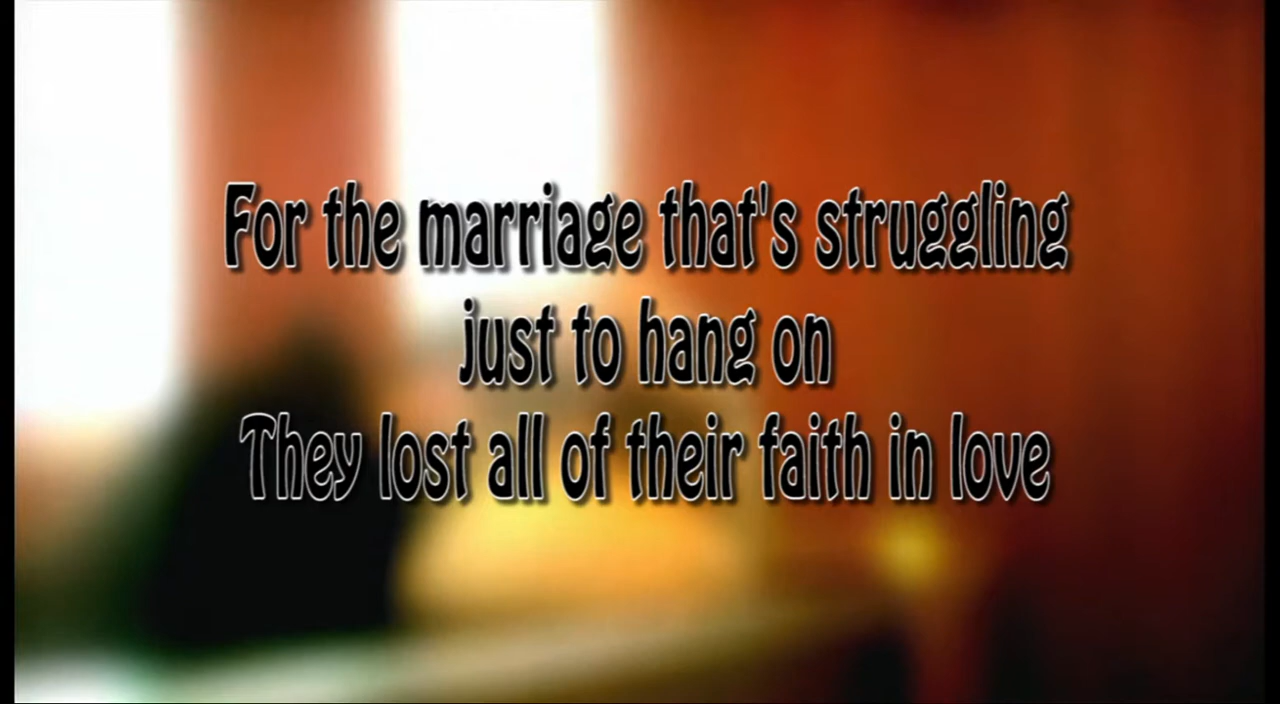 For the marriage that's struggling
just to hang on
They lost all of their faith in love